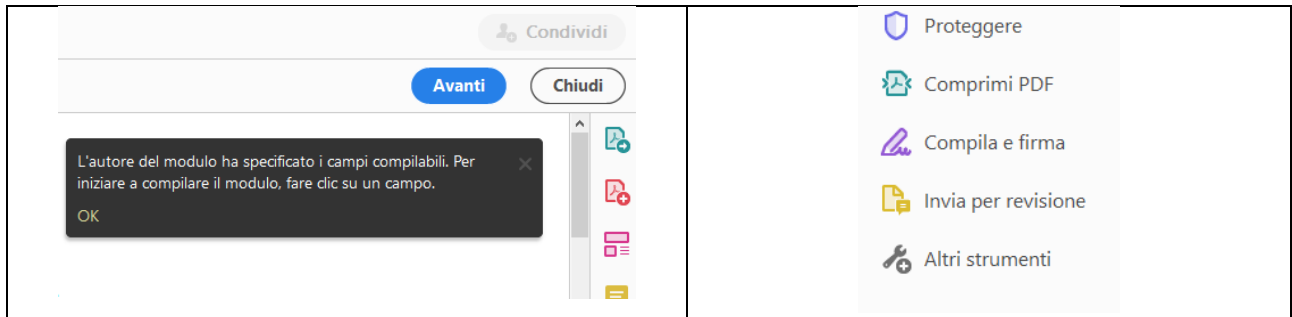 Condividi
Avanti
Chiudi
L'autore del modulo ha specificato i campi compilabili. Per
iniziare a compilare il modulo, fare clic su un campo.
OK
Proteggere
Comprimi PDF
Compila e firma
Invia per revisione
Altri strumenti